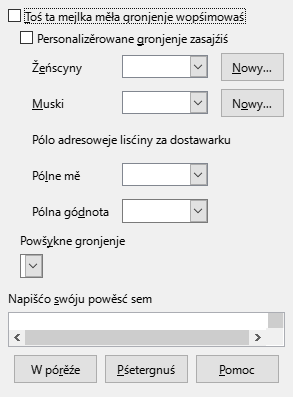 Toś ta mejlka měła gronjenje wopśimowaś
Personalizěrowane gronjenje zasajźiś
Žeńscyny
Nowy...
Muski
Nowy...
Pólo adresoweje lisćiny za dostawarku
Pólne mě
Pólna gódnota
Powšykne gronjenje
Napišćo swóju powěsć sem
W pórěźe
Pśetergnuś
Pomoc